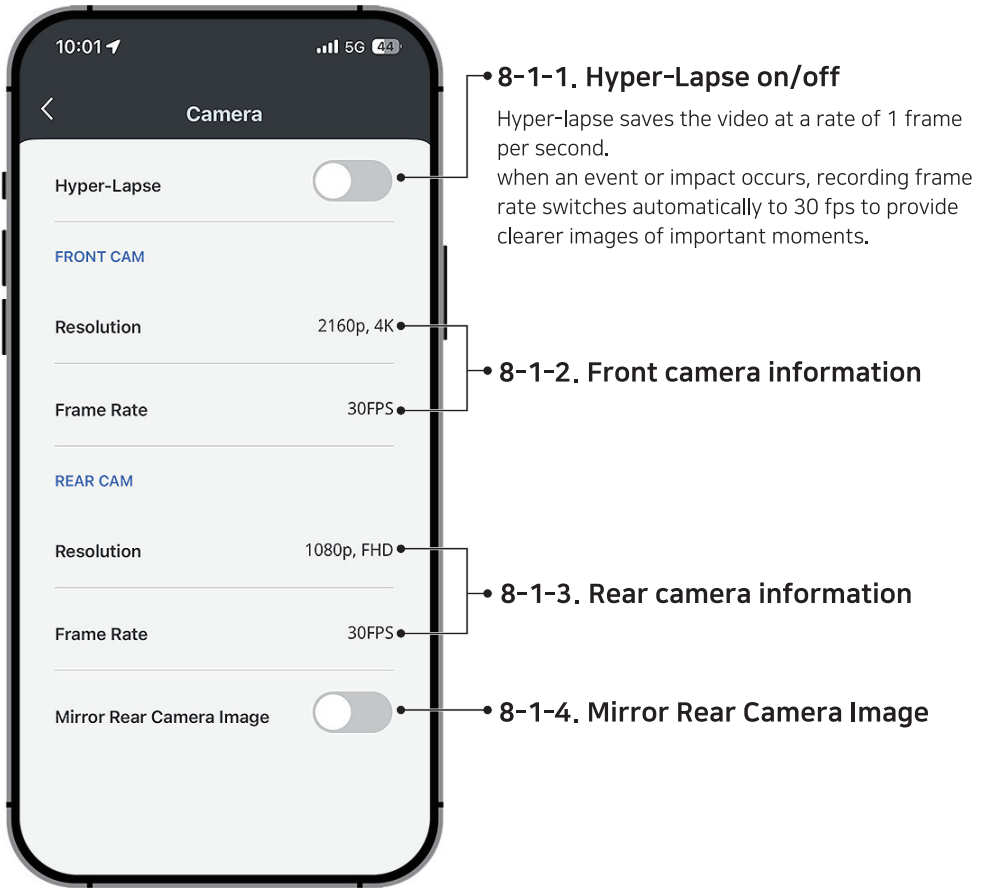 10:01
5G 44
Camera
Hyper-Lapse
FRONT CAM
Resolution 2160p, 4K
Frame Rate 30FPS
REAR CAM
Resolution 1080p, FHD
Frame Rate 30FPS
Mirror Rear Camera Image
8-1-1. Hyper-Lapse on/off
Hyper-lapse saves the video at a rate of 1 frame
per second.
when an event or impact occurs, recording frame
rate switches automatically to 30 fps to provide
clearer images of important moments.
8-1-2. Front camera information
8-1-3. Rear camera information
8-1-4. Mirror Rear Camera Image